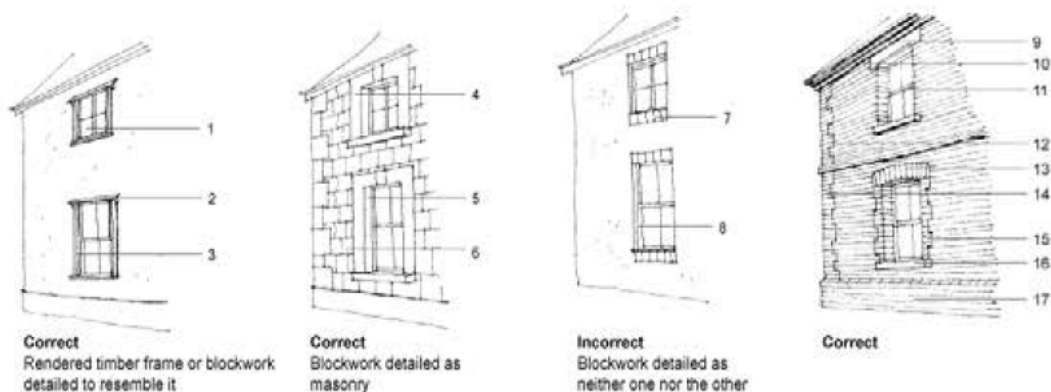 1
2
3
4
5
6
7
8
9
10
11
12
13
14
15
16
17
Correct
Rendered timber frame or blockwork
detailed to resemble it
Correct
Blockwork detailed as
masonry
Incorrect
Blockwork detailed as
neither one nor the other
Correct